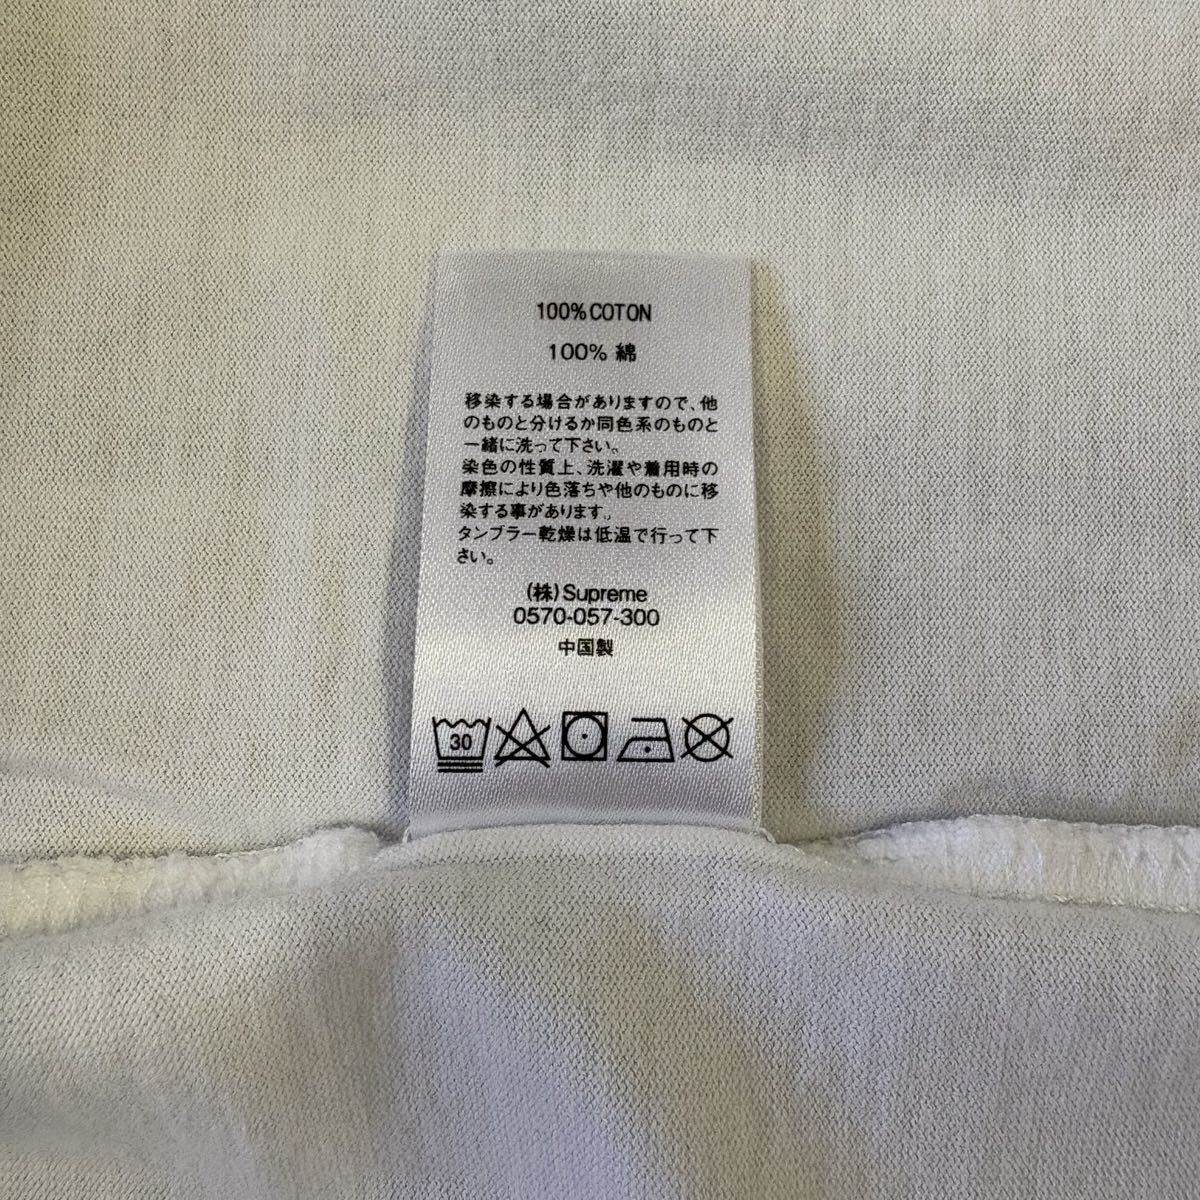 100% COTON
100% 綿
移染する場合がありますので、他
のものと分けるか同色系のものと
一緒に洗って下さい。
染色の性質上、洗濯や着用時の
摩擦により色落ちや他のものに移
染する事があります。
タンブラー乾燥は低温で行って下
さい。
(株)Supreme
0570-057-300
中国製
30